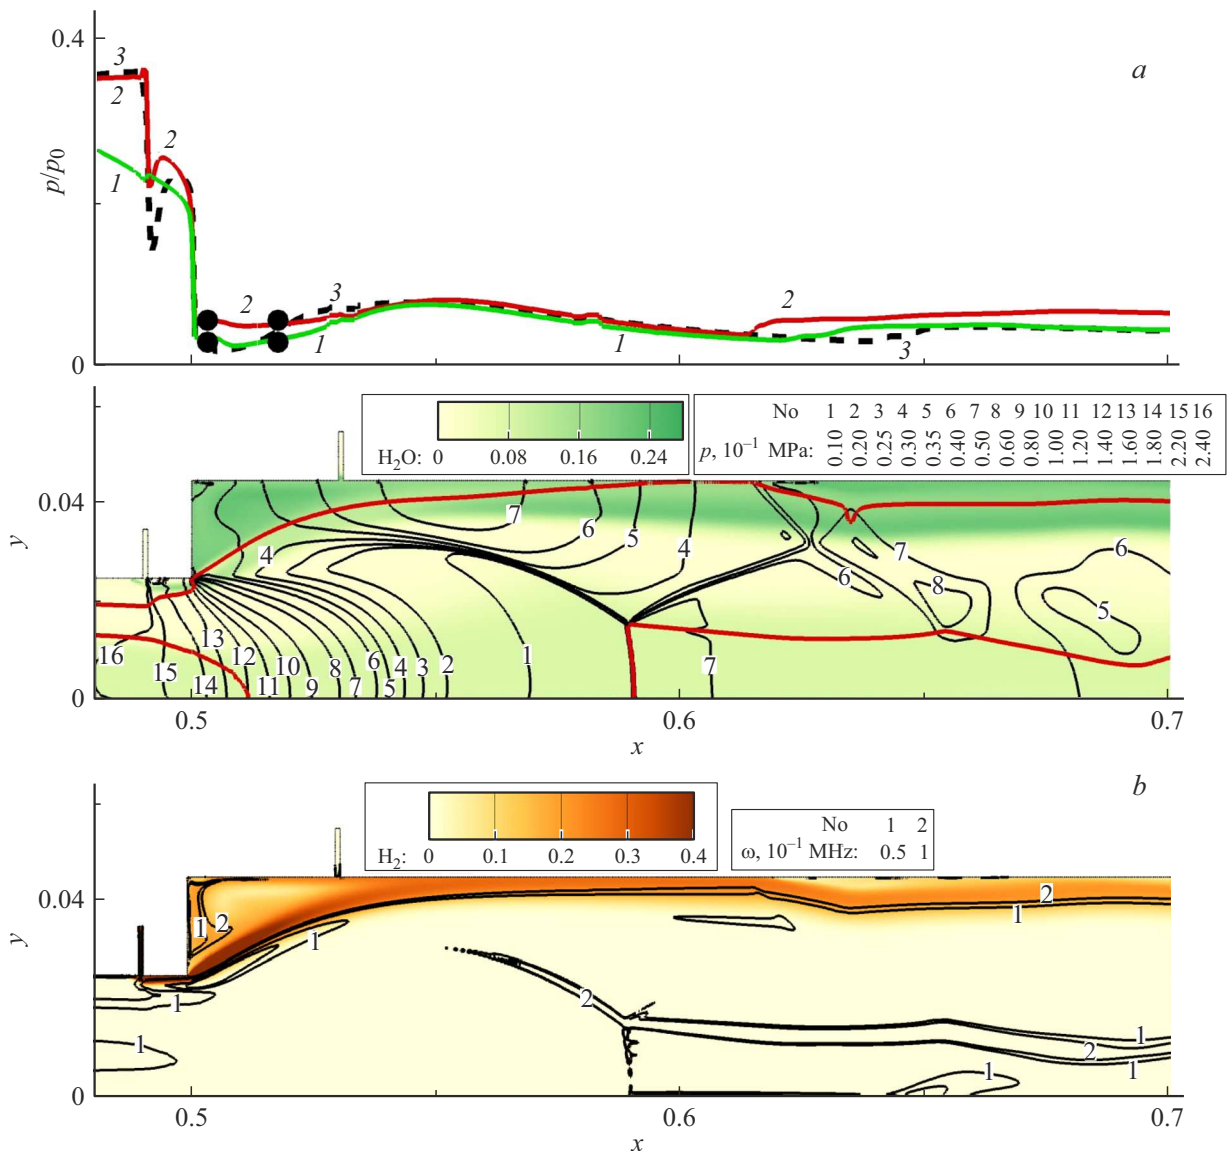 a
0.4
p/p0
0
3
2
2
1
2
3
1
1
2
3
H2O: 0 0.08 0.16 0.24
No 1 2 3 4 5 6 7 8 9 10 11 12 13 14 15 16
p, 10⁻¹ MPa: 0.10 0.20 0.25 0.30 0.35 0.40 0.50 0.60 0.80 1.00 1.20 1.40 1.60 1.80 2.20 2.40
0.04
y
0
4 7 6 5 4 7 6 8 6 5
16 15 14 13 12 11 10 9 8 7 6 5 4 3 2 1 7
0.5 0.6 0.7
x
b
H2: 0 0.1 0.2 0.3 0.4
No 1 2
ω, 10⁻¹ MHz: 0.5 1
0.04
y
0
1 2 1 2 1
1 2 1
1 2 1 1
0.5 0.6 0.7
x